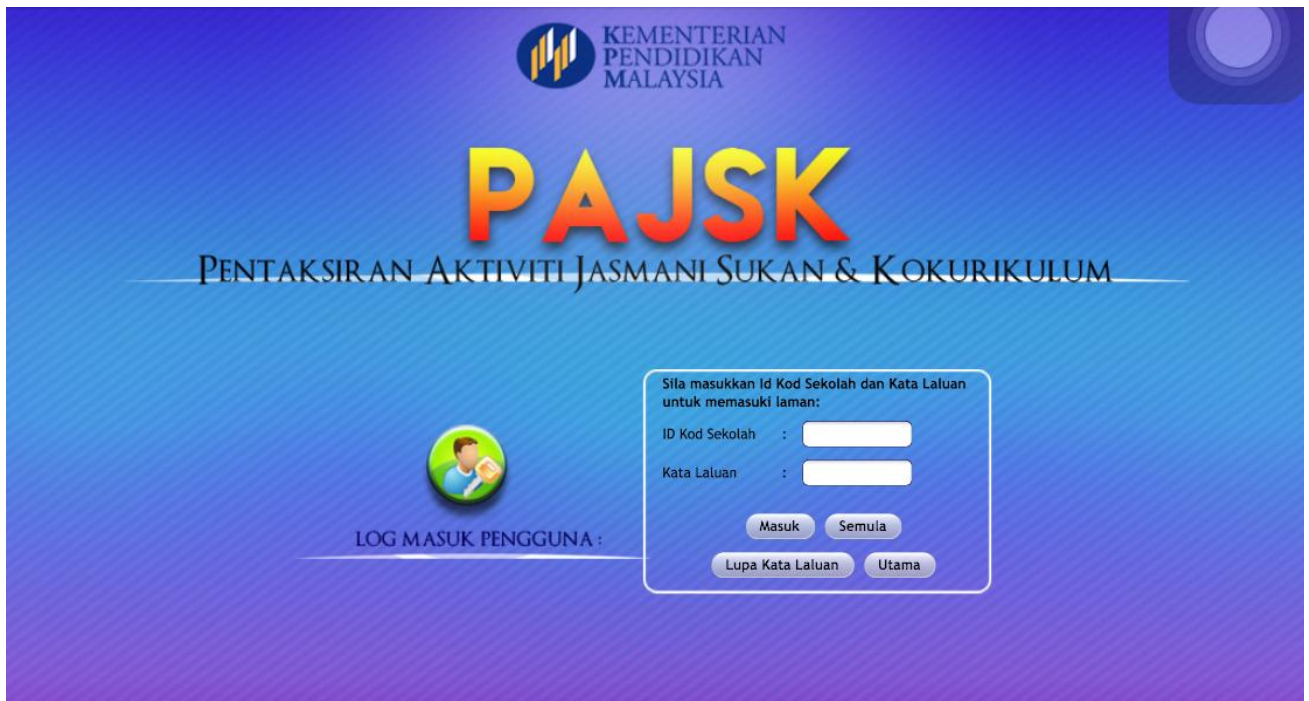 KEMENTERIAN
PENDIDIKAN
MALAYSIA
PAJSK
PENTAKSIRAN AKTIVITI JASMANI SUKAN & KOKURIKULUM
Sila masukkan Id Kod Sekolah dan Kata Laluan
untuk memasuki laman:
ID Kod Sekolah :
Kata Laluan :
Masuk Semula
Lupa Kata Laluan Utama
LOG MASUK PENGGUNA :